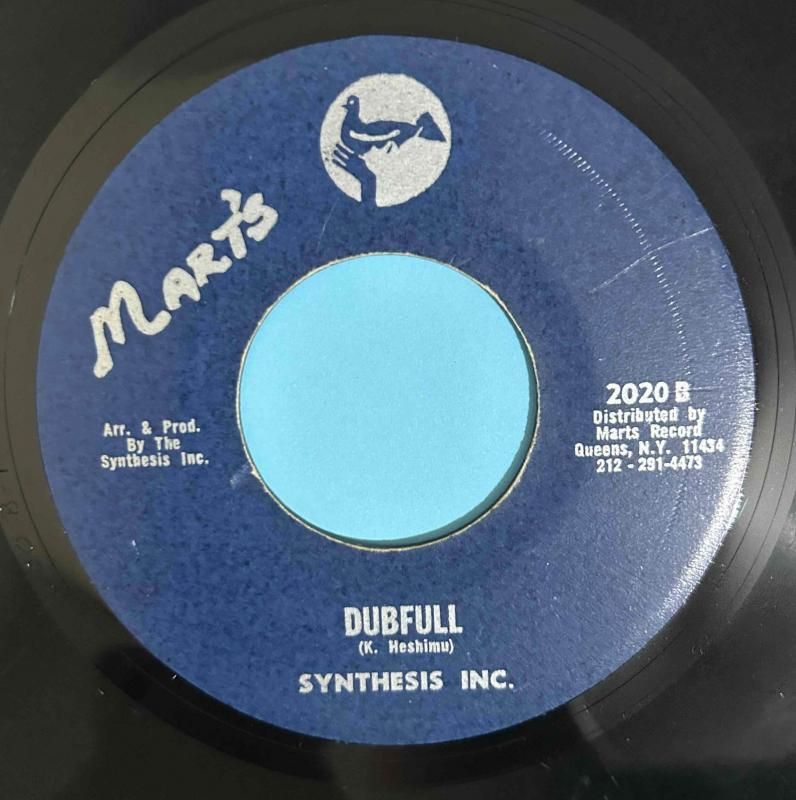 MART'S
Arr. & Prod.
By The
Synthesis Inc.
2020 B
Distributed by
Marts Record
Queens, N.Y. 11434
212 - 291-4473
DUBFULL
(K. Heshimu)
SYNTHESIS INC.